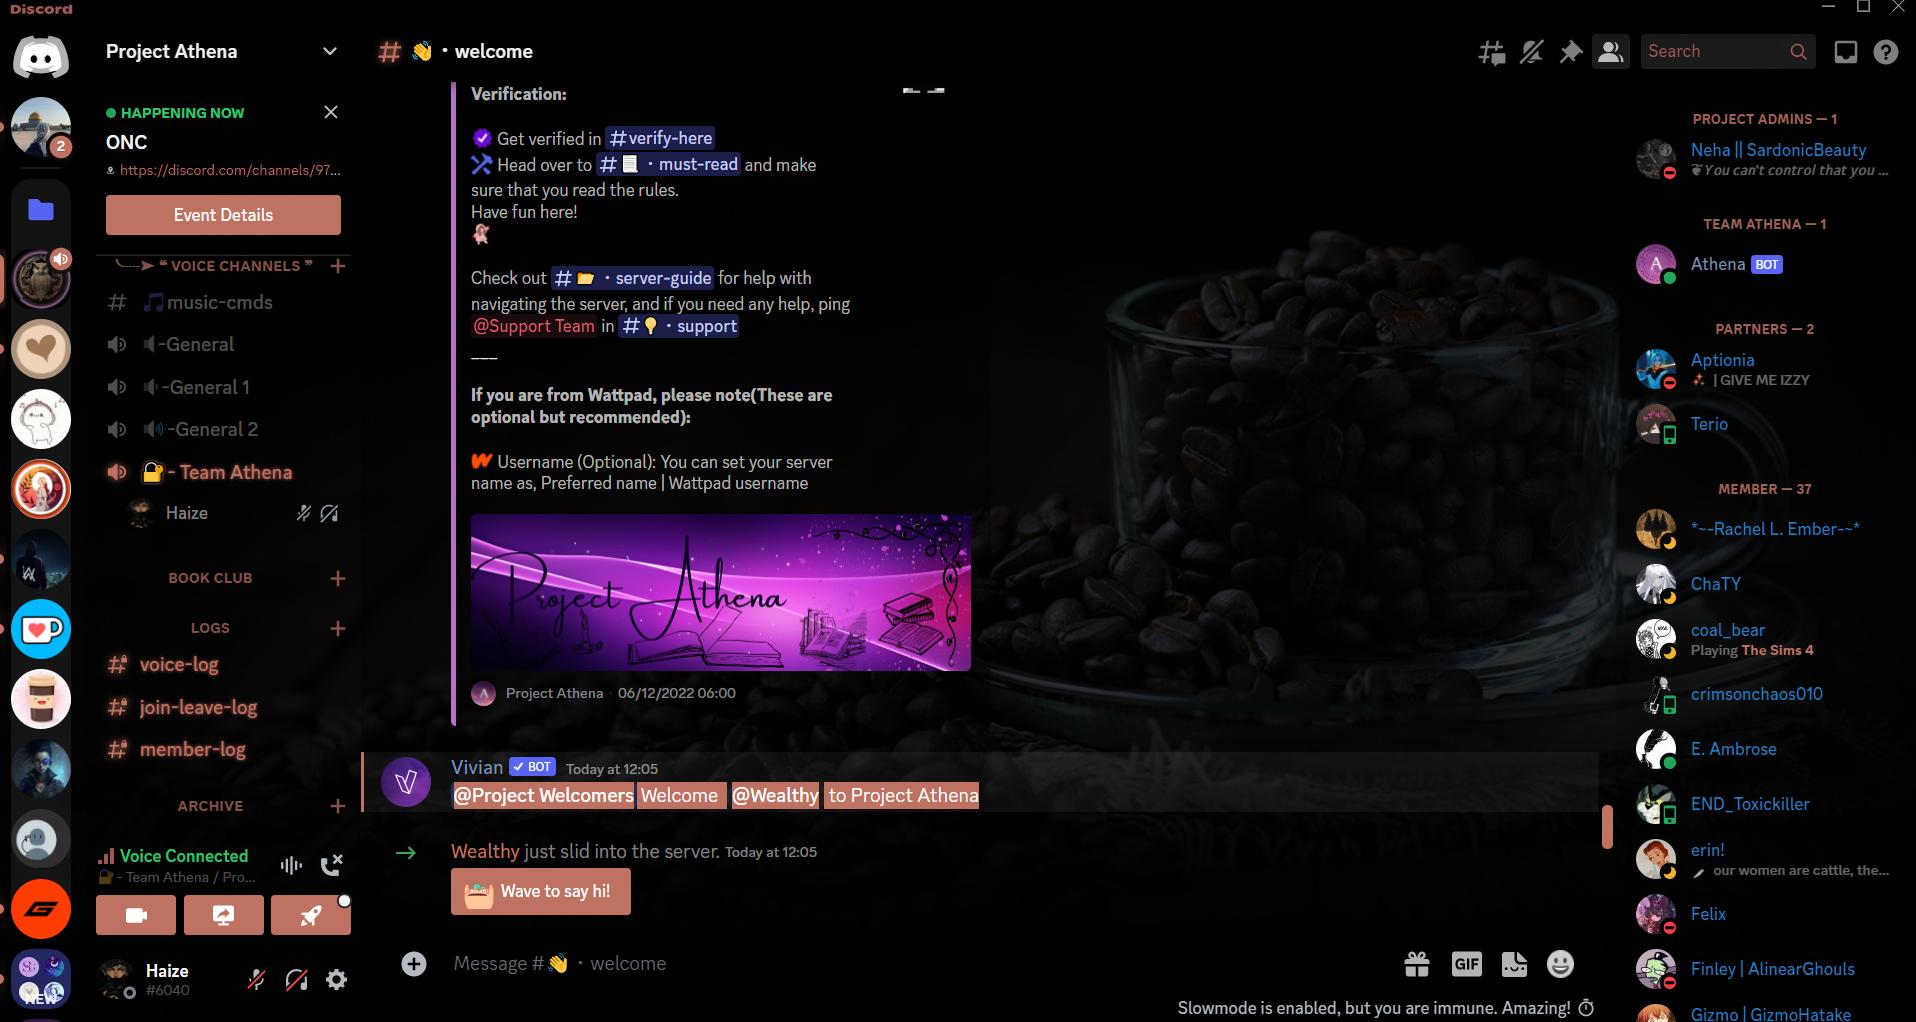 Discord
Project Athena
HAPPENING NOW
ONC
https://discord.com/channels/97...
Event Details
❝ VOICE CHANNELS ❞
🎵music-cmds
🔈-General
🔉-General 1
🔊-General 2
🔐- Team Athena
Haize
BOOK CLUB
LOGS
voice-log
join-leave-log
member-log
ARCHIVE
Voice Connected
🔐- Team Athena / Pro...
Haize
#6040
2
NEW
# 👋・welcome
Search
Verification:
Get verified in # verify-here
Head over to # 📃・must-read and make
sure that you read the rules.
Have fun here!
Check out # 📂・server-guide for help with
navigating the server, and if you need any help, ping
@Support Team in # 💡・support
___
If you are from Wattpad, please note(These are
optional but recommended):
Username (Optional): You can set your server
name as, Preferred name | Wattpad username
Project Athena
Project Athena · 06/12/2022 06:00
Vivian ✓ BOT Today at 12:05
@Project Welcomers Welcome @Wealthy to Project Athena
Wealthy just slid into the server. Today at 12:05
Wave to say hi!
Message #👋・welcome
GIF
Slowmode is enabled, but you are immune. Amazing!
PROJECT ADMINS — 1
Neha || SardonicBeauty
❦You can't control that you ...
TEAM ATHENA — 1
A
Athena BOT
PARTNERS — 2
Aptionia
| GIVE ME IZZY
Terio
MEMBER — 37
*~--Rachel L. Ember--~*
ChaTY
coal_bear
Playing The Sims 4
crimsonchaos010
E. Ambrose
END_Toxickiller
erin!
our women are cattle, the...
Felix
Finley | AlinearGhouls
Gizmo | GizmoHatake